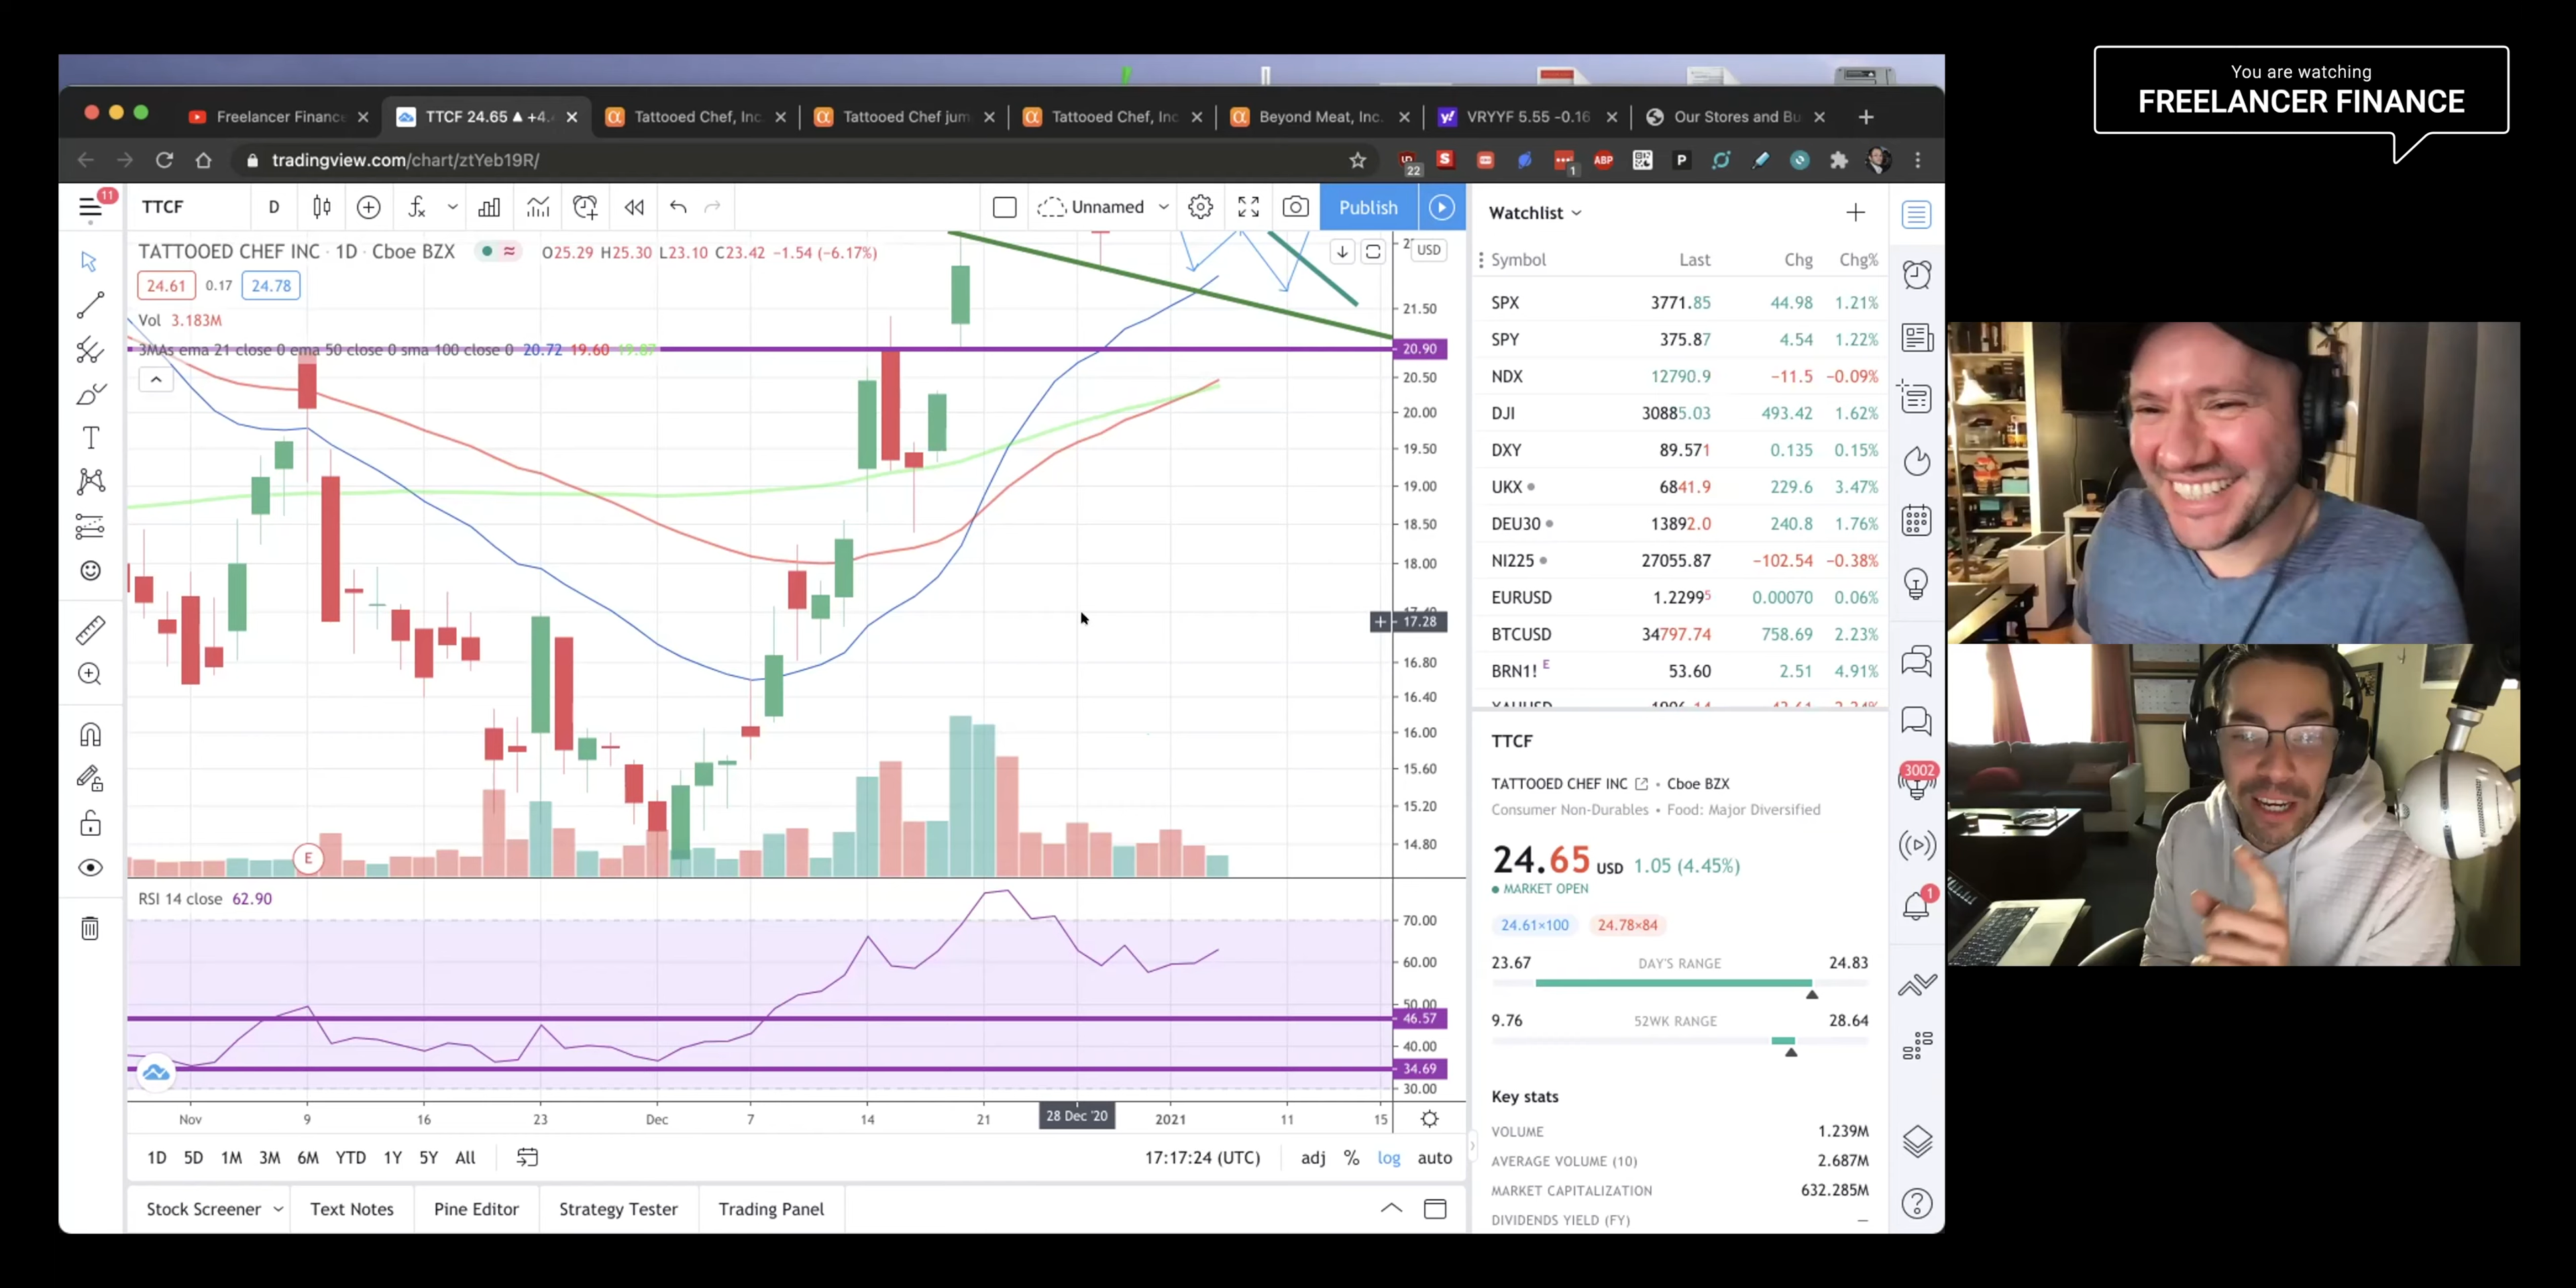 You are watching
FREELANCER FINANCE
Freelancer Finance
TTCF 24.65 ▲ +4.
Tattooed Chef, Inc.
Tattooed Chef jum
Tattooed Chef, Inc
Beyond Meat, Inc.
VRYYF 5.55 -0.16
Our Stores and Bu
tradingview.com/chart/ztYeb19R/
22
S
1
ABP
P
11
TTCF
D
Unnamed
Publish
TATTOOED CHEF INC · 1D · Cboe BZX
O25.29 H25.30 L23.10 C23.42 −1.54 (−6.17%)
USD
24.61 0.17 24.78
Vol 3.183M
3MAs ema 21 close 0 ema 50 close 0 sma 100 close 0 20.72 19.60 19.87
21.50
20.90
20.50
20.00
19.50
19.00
18.50
18.00
17.28
16.80
16.40
16.00
15.60
15.20
14.80
E
RSI 14 close 62.90
70.00
60.00
50.00
46.57
40.00
34.69
30.00
Nov 9 16 23 Dec 7 14 21 28 Dec '20 2021 11 15
1D 5D 1M 3M 6M YTD 1Y 5Y All
17:17:24 (UTC) adj % log auto
Stock Screener Text Notes Pine Editor Strategy Tester Trading Panel
Watchlist
Symbol Last Chg Chg%
SPX 3771.85 44.98 1.21%
SPY 375.87 4.54 1.22%
NDX 12790.9 −11.5 −0.09%
DJI 30885.03 493.42 1.62%
DXY 89.571 0.135 0.15%
UKX 6841.9 229.6 3.47%
DEU30 13892.0 240.8 1.76%
NI225 27055.87 −102.54 −0.38%
EURUSD 1.22995 0.00070 0.06%
BTCUSD 34797.74 758.69 2.23%
BRN1! E 53.60 2.51 4.91%
TTCF
TATTOOED CHEF INC • Cboe BZX
Consumer Non-Durables • Food: Major Diversified
24.65 USD 1.05 (4.45%)
MARKET OPEN
24.61×100 24.78×84
23.67 DAY'S RANGE 24.83
9.76 52WK RANGE 28.64
Key stats
VOLUME 1.239M
AVERAGE VOLUME (10) 2.687M
MARKET CAPITALIZATION 632.285M
DIVIDENDS YIELD (FY) —
3002
1